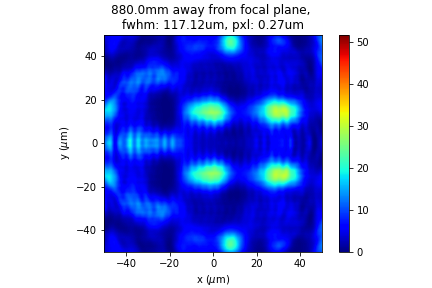 880.0mm away from focal plane,
fwhm: 117.12um, pxl: 0.27um
40
20
0
−20
−40
y (μm)
−40 −20 0 20 40
x (μm)
50
40
30
20
10
0